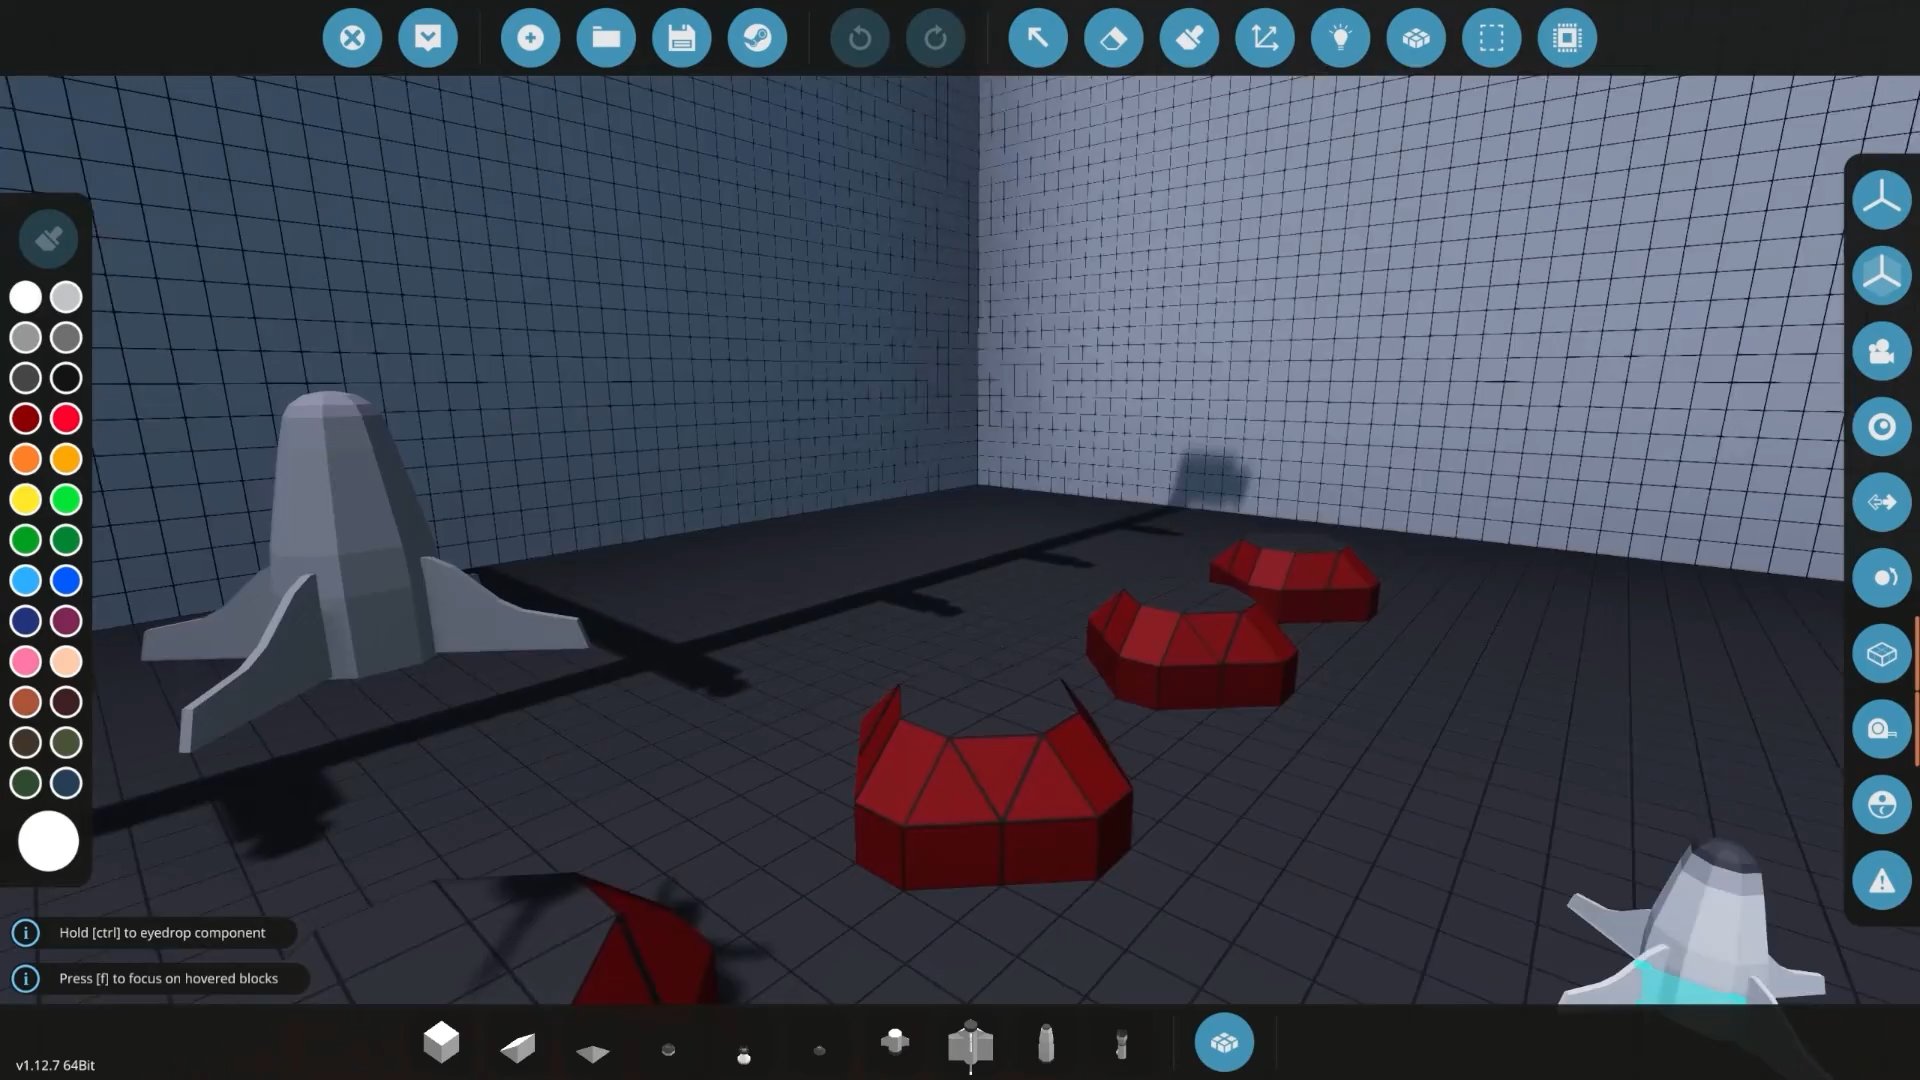 Hold [ctrl] to eyedrop component
Press [f] to focus on hovered blocks
v1.12.7 64Bit